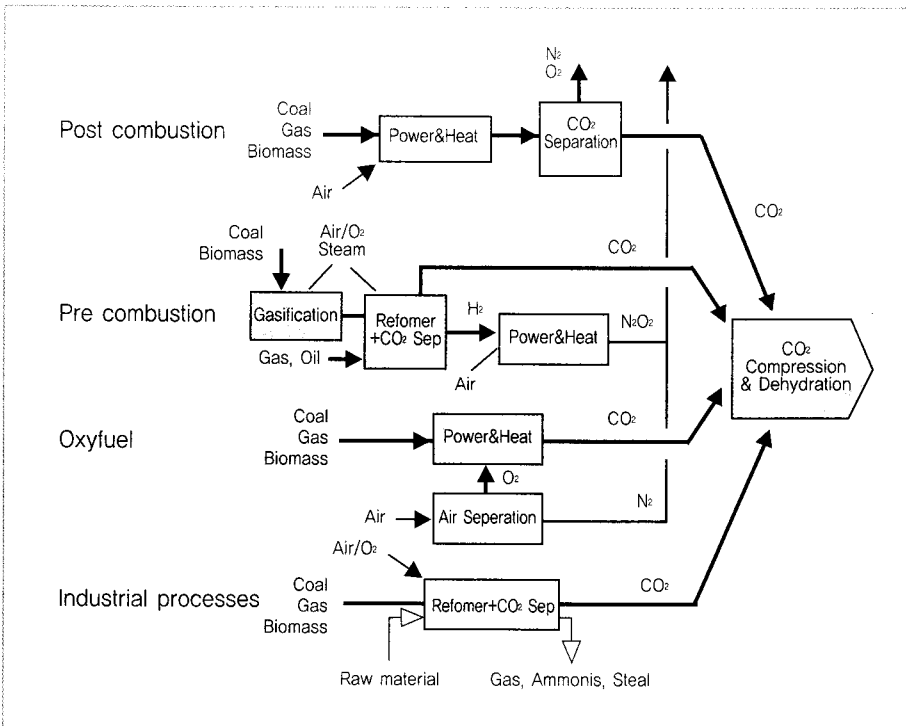 N₂
O₂
Post combustion
Coal
Gas
Biomass
Power&Heat
CO₂
Separation
Air
CO₂
Coal
Biomass
Air/O₂
Steam
CO₂
Pre combustion
Gasification
Refomer
+CO₂ Sep
H₂
Power&Heat
N₂O₂
Gas, Oil
Air
CO₂
Compression
& Dehydration
Oxyfuel
Coal
Gas
Biomass
Power&Heat
CO₂
O₂
Air
Air Seperation
N₂
Air/O₂
Industrial processes
Coal
Gas
Biomass
Refomer+CO₂ Sep
CO₂
Raw material
Gas, Ammonis, Steal